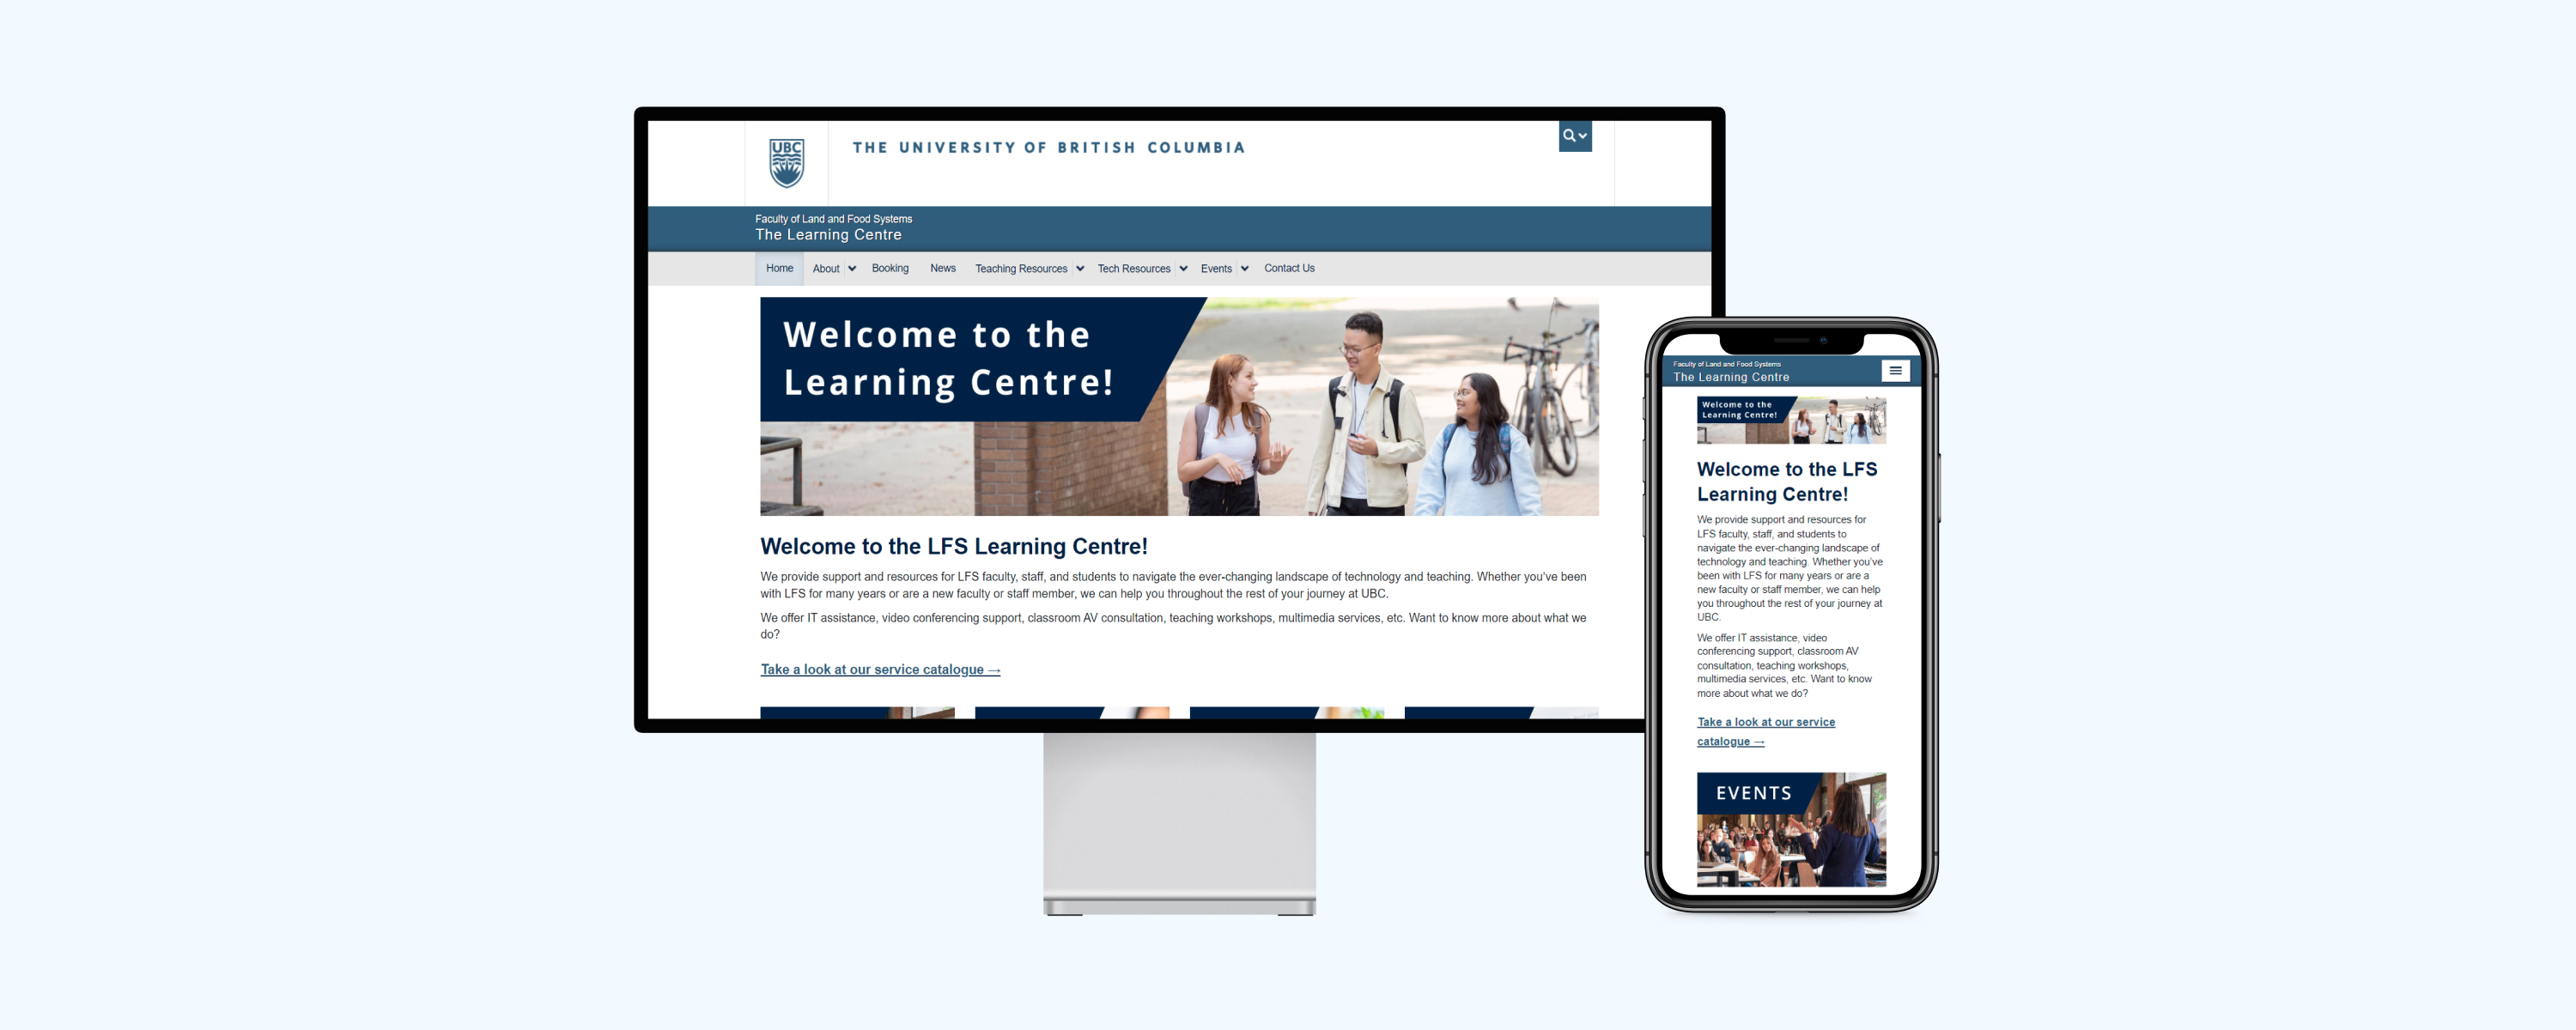 UBC
THE UNIVERSITY OF BRITISH COLUMBIA
Faculty of Land and Food Systems
The Learning Centre
Home
About
Booking
News
Teaching Resources
Tech Resources
Events
Contact Us
Welcome to the
Learning Centre!
Welcome to the LFS Learning Centre!
We provide support and resources for LFS faculty, staff, and students to navigate the ever-changing landscape of technology and teaching. Whether you've been
with LFS for many years or are a new faculty or staff member, we can help you throughout the rest of your journey at UBC.
We offer IT assistance, video conferencing support, classroom AV consultation, teaching workshops, multimedia services, etc. Want to know more about what we
do?
Take a look at our service catalogue →
Faculty of Land and Food Systems
The Learning Centre
Welcome to the
Learning Centre!
Welcome to the LFS
Learning Centre!
We provide support and resources for
LFS faculty, staff, and students to
navigate the ever-changing landscape of
technology and teaching. Whether you've
been with LFS for many years or are a
new faculty or staff member, we can help
you throughout the rest of your journey at
UBC.
We offer IT assistance, video
conferencing support, classroom AV
consultation, teaching workshops,
multimedia services, etc. Want to know
more about what we do?
Take a look at our service
catalogue →
EVENTS